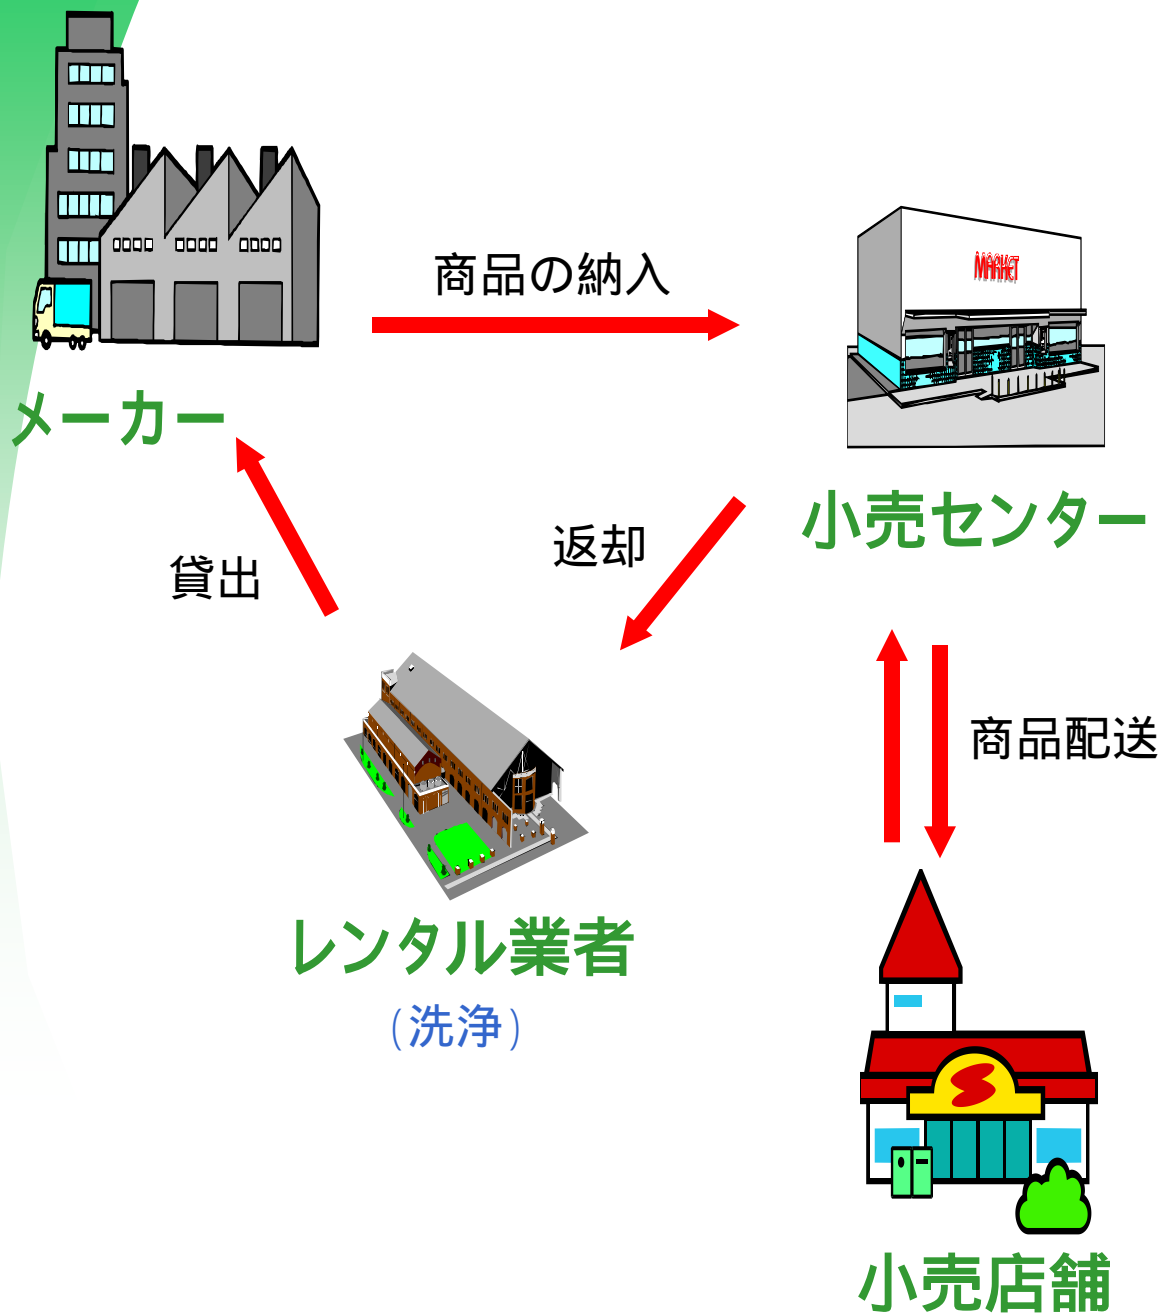 商品の納入
MARKET
メーカー
小売センター
返却
貸出
商品配送
レンタル業者
(洗浄)
小売店舗